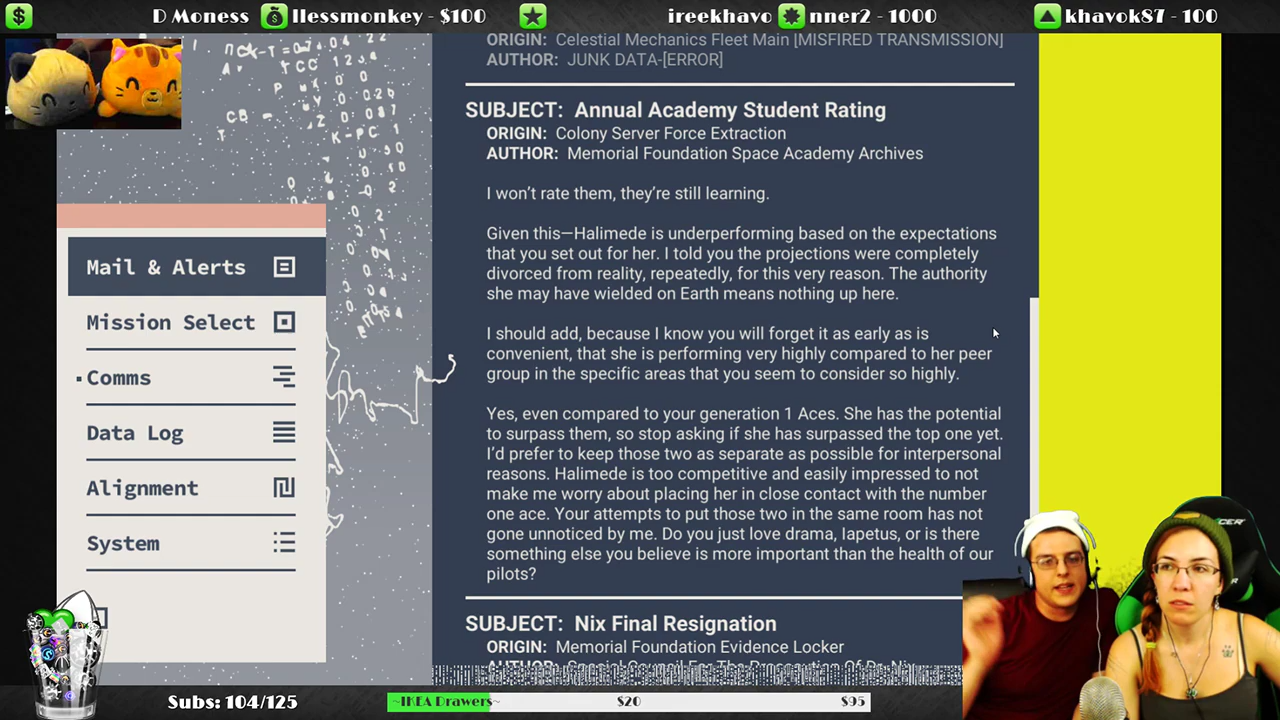 D Moness llessmonkey - $100 ireekhavo nner2 - 1000 khavok87 - 100
ORIGIN: Celestial Mechanics Fleet Main [MISFIRED TRANSMISSION]
AUTHOR: JUNK DATA-[ERROR]
SUBJECT: Annual Academy Student Rating
ORIGIN: Colony Server Force Extraction
AUTHOR: Memorial Foundation Space Academy Archives
I won't rate them, they're still learning.
Given this—Halimede is underperforming based on the expectations
that you set out for her. I told you the projections were completely
divorced from reality, repeatedly, for this very reason. The authority
she may have wielded on Earth means nothing up here.
I should add, because I know you will forget it as early as is
convenient, that she is performing very highly compared to her peer
group in the specific areas that you seem to consider so highly.
Yes, even compared to your generation 1 Aces. She has the potential
to surpass them, so stop asking if she has surpassed the top one yet.
I'd prefer to keep those two as separate as possible for interpersonal
reasons. Halimede is too competitive and easily impressed to not
make me worry about placing her in close contact with the number
one ace. Your attempts to put those two in the same room has not
gone unnoticed by me. Do you just love drama, Iapetus, or is there
something else you believe is more important than the health of our
pilots?
SUBJECT: Nix Final Resignation
ORIGIN: Memorial Foundation Evidence Locker
Mail & Alerts
Mission Select
Comms
Data Log
Alignment
System
Subs: 104/125
~IKEA Drawers~ $20 $95